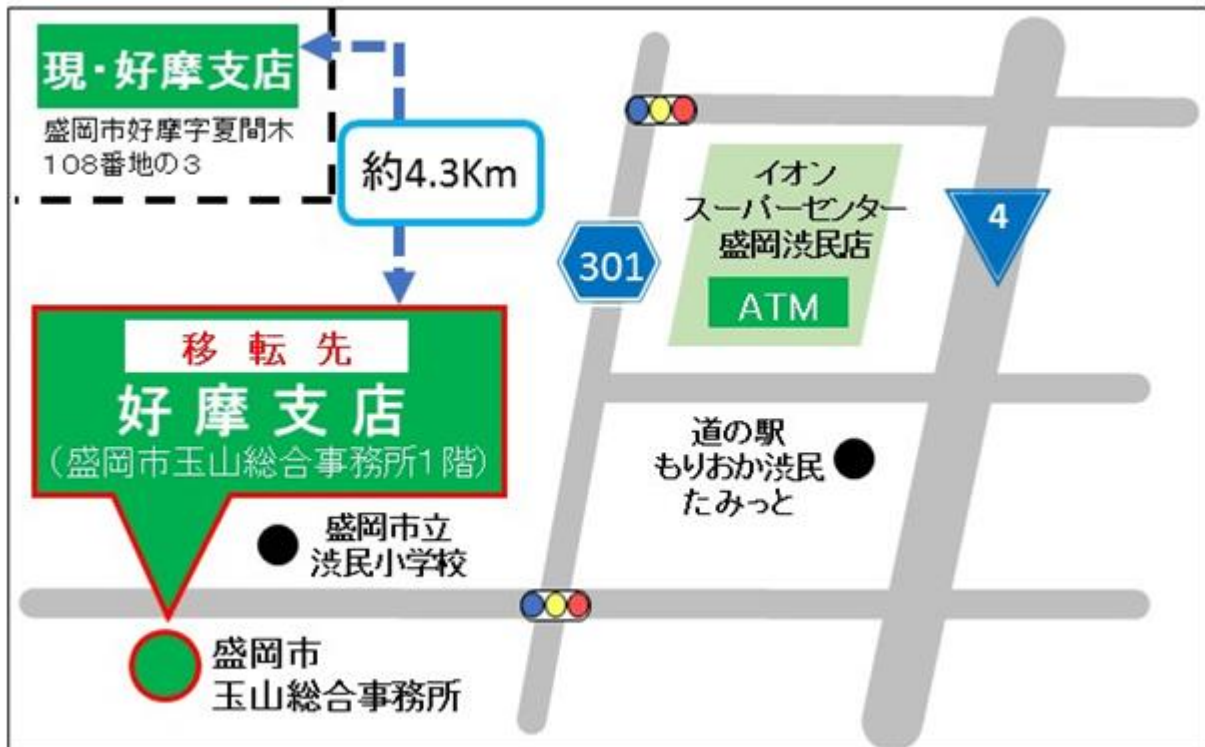 現・好摩支店
盛岡市好摩字夏間木
108番地の3
約4.3Km
移転先
好摩支店
(盛岡市玉山総合事務所1階)
盛岡市立
渋民小学校
盛岡市
玉山総合事務所
301
イオン
スーパーセンター
盛岡渋民店
ATM
4
道の駅
もりおか渋民
たみっと